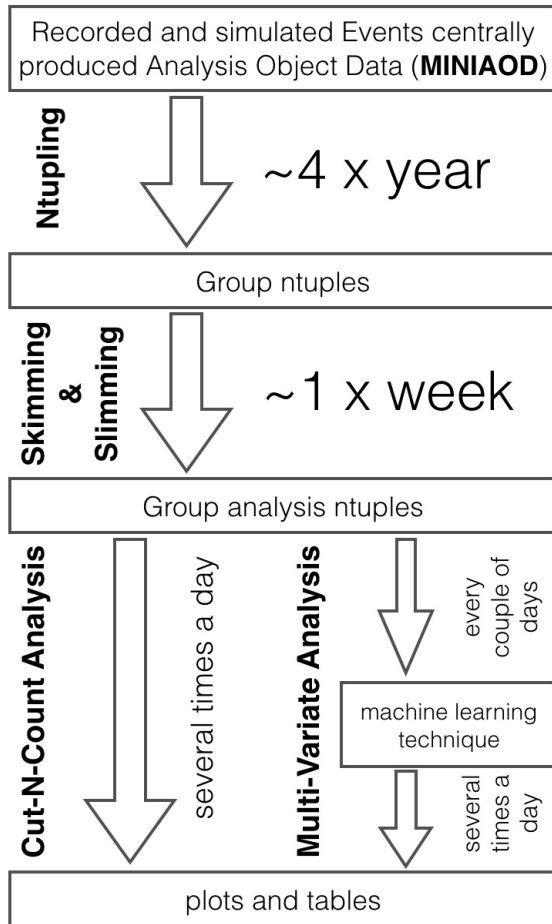 Recorded and simulated Events centrally
produced Analysis Object Data (MINIAOD)
Ntupling
~4 x year
Group ntuples
Skimming
&
Slimming
~1 x week
Group analysis ntuples
Cut-N-Count Analysis
several times a day
Multi-Variate Analysis
every
couple of
days
machine learning
technique
several
times a
day
plots and tables